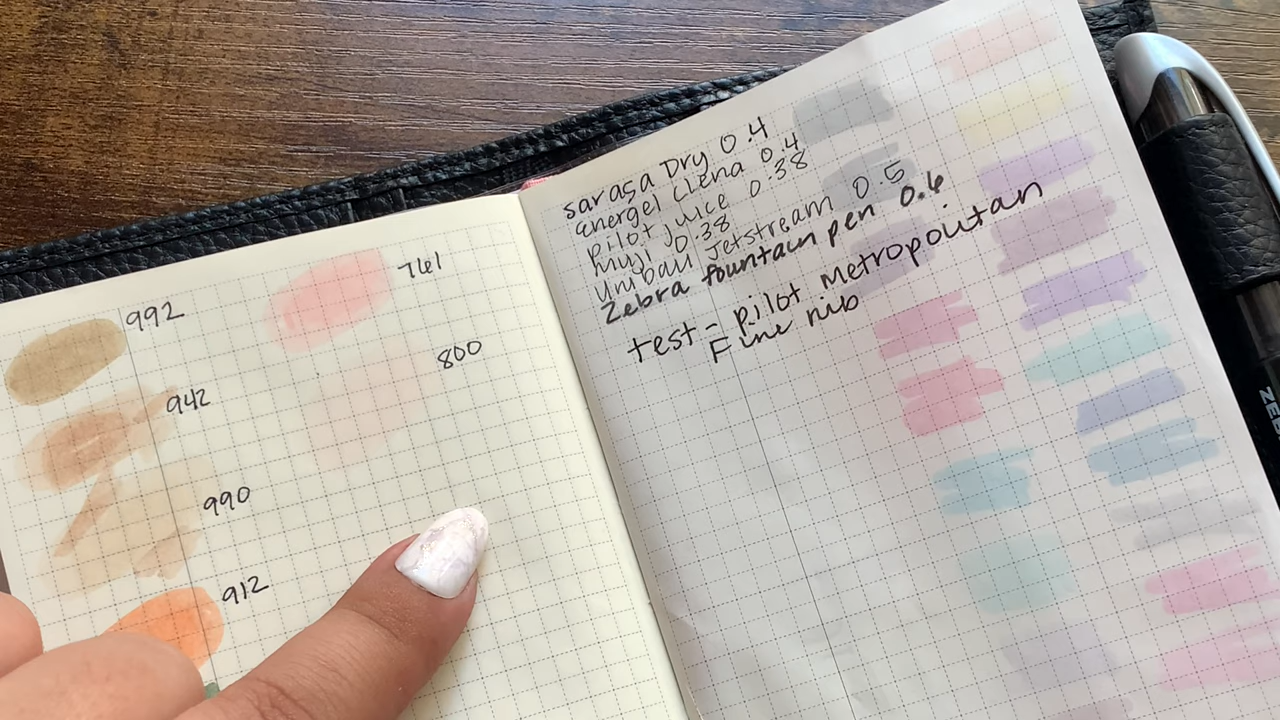 992
761
942
800
990
912
sarasa Dry 0.4
energel clena 0.4
pilot juice 0.38
muji 0.38
uniball jetstream 0.5
Zebra fountain pen 0.6
test - pilot Metropolitan
Fine nib
ZEB